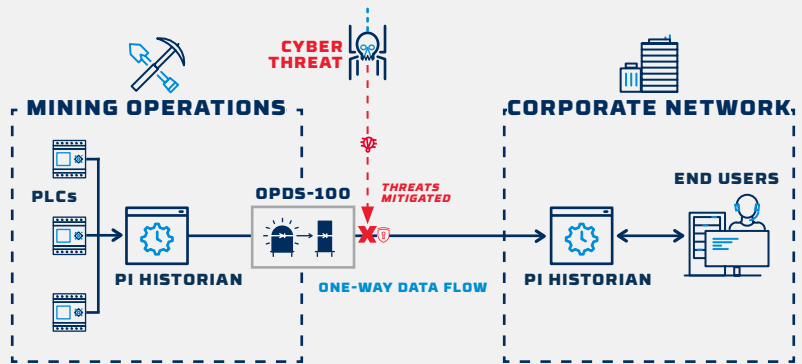 CYBER
THREAT
MINING OPERATIONS
CORPORATE NETWORK
PLCs
OPDS-100
THREATS
MITIGATED
END USERS
PI HISTORIAN
ONE-WAY DATA FLOW
PI HISTORIAN